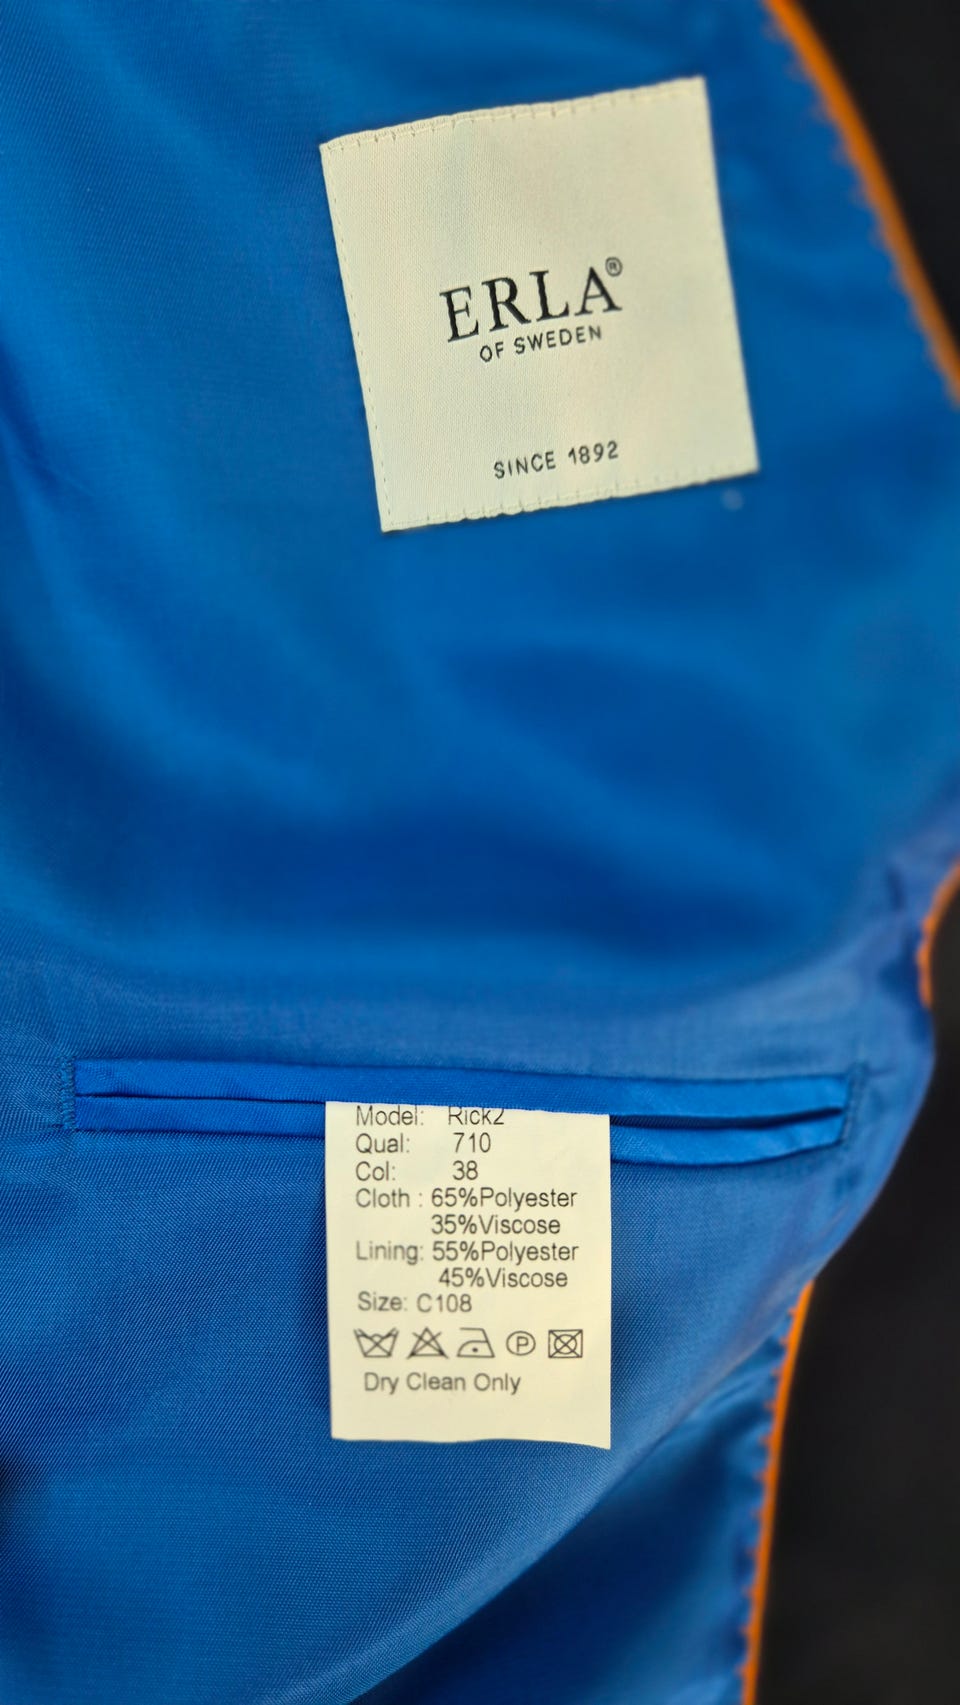 ERLA®
OF SWEDEN
SINCE 1892
Model: Rick2
Qual: 710
Col: 38
Cloth : 65%Polyester
35%Viscose
Lining: 55%Polyester
45%Viscose
Size: C108
P
Dry Clean Only